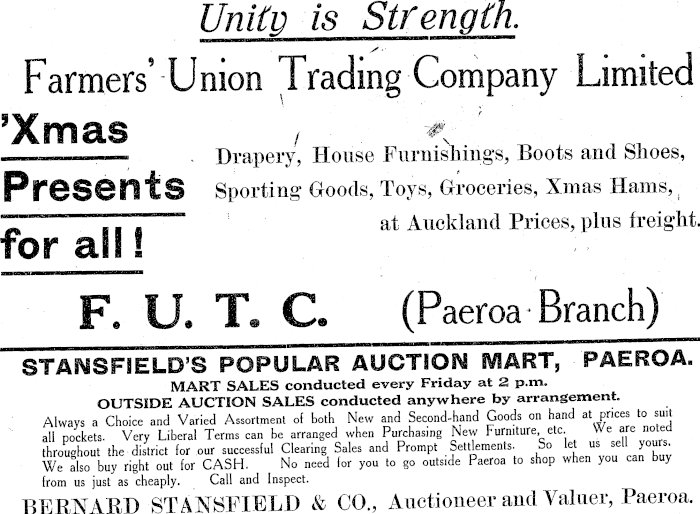 Unity is Strength.
Farmers' Union Trading Company Limited
'Xmas
Presents
for all!
Drapery, House Furnishings, Boots and Shoes,
Sporting Goods, Toys, Groceries, Xmas Hams,
at Auckland Prices, plus freight.
F. U. T. C. (Paeroa Branch)
STANSFIELD'S POPULAR AUCTION MART, PAEROA.
MART SALES conducted every Friday at 2 p.m.
OUTSIDE AUCTION SALES conducted anywhere by arrangement.
Always a Choice and Varied Assortment of both New and Second-hand Goods on hand at prices to suit
all pockets. Very Liberal Terms can be arranged when Purchasing New Furniture, etc. We are noted
throughout the district for our successful Clearing Sales and Prompt Settlements. So let us sell yours.
We also buy right out for CASH. No need for you to go outside Paeroa to shop when you can buy
from us just as cheaply. Call and Inspect.
BERNARD STANSFIELD & CO., Auctioneer and Valuer, Paeroa.